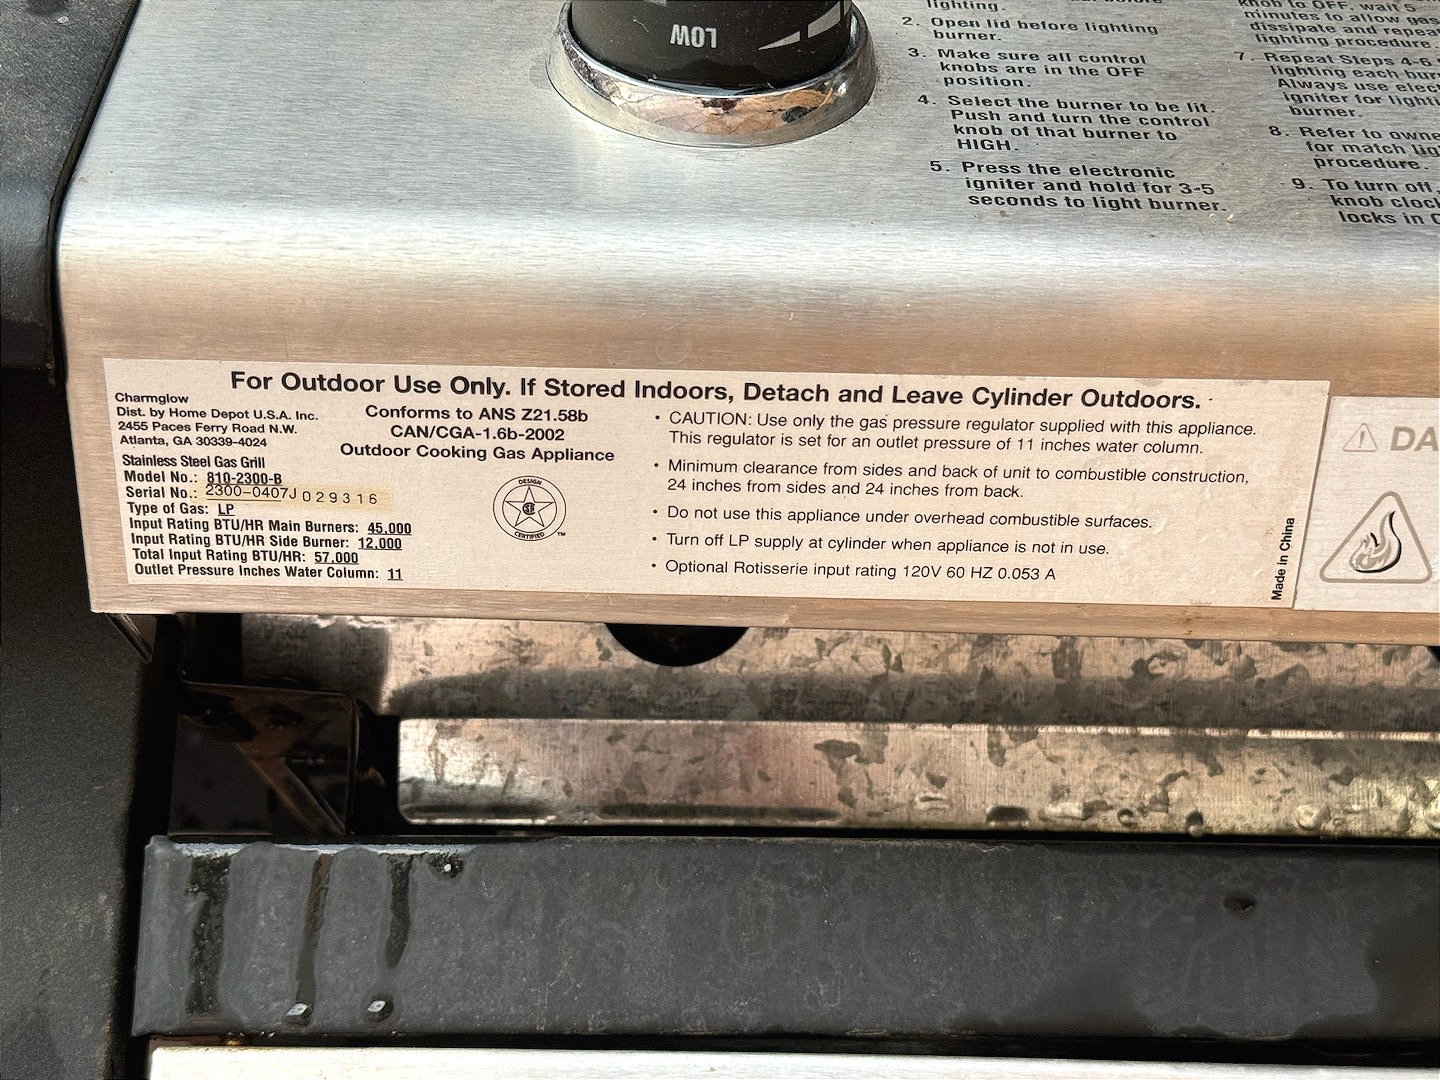 LOW
lighting.
2. Open lid before lighting
burner.
3. Make sure all control
knobs are in the OFF
position.
4. Select the burner to be lit.
Push and turn the control
knob of that burner to
HIGH.
5. Press the electronic
igniter and hold for 3-5
seconds to light burner.
knob to OFF, wait 5
minutes to allow gas
dissipate and repeat
lighting procedure.
7. Repeat Steps 4-6
lighting each
Always use
igniter for
burner.
8. Refer to
for match
procedure.
9. To turn off,
knob
locks in
For Outdoor Use Only. If Stored Indoors, Detach and Leave Cylinder Outdoors.
Charmglow
Dist. by Home Depot U.S.A. Inc.
2455 Paces Ferry Road N.W.
Atlanta, GA 30339-4024
Stainless Steel Gas Grill
Model No.: 810-2300-B
Serial No.: 2300-0407J029316
Type of Gas: LP
Input Rating BTU/HR Main Burners: 45,000
Input Rating BTU/HR Side Burner: 12,000
Total Input Rating BTU/HR: 57,000
Outlet Pressure Inches Water Column: 11
Conforms to ANS Z21.58b
CAN/CGA-1.6b-2002
Outdoor Cooking Gas Appliance
DESIGN
CERTIFIED
TM
• CAUTION: Use only the gas pressure regulator supplied with this appliance.
This regulator is set for an outlet pressure of 11 inches water column.
• Minimum clearance from sides and back of unit to combustible construction,
24 inches from sides and 24 inches from back.
• Do not use this appliance under overhead combustible surfaces.
• Turn off LP supply at cylinder when appliance is not in use.
• Optional Rotisserie input rating 120V 60 HZ 0.053 A
Made in China
DA